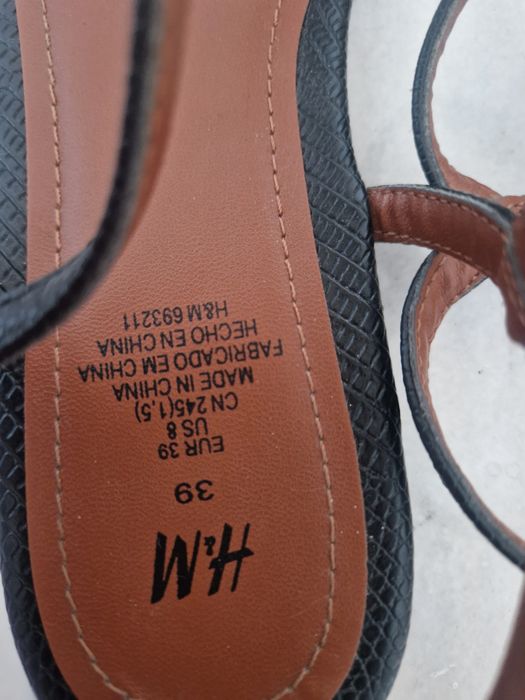 H&M
39
EUR 39
US 8
CN 245(1,5)
MADE IN CHINA
FABRICADO EM CHINA
HECHO EN CHINA
H&M 693211